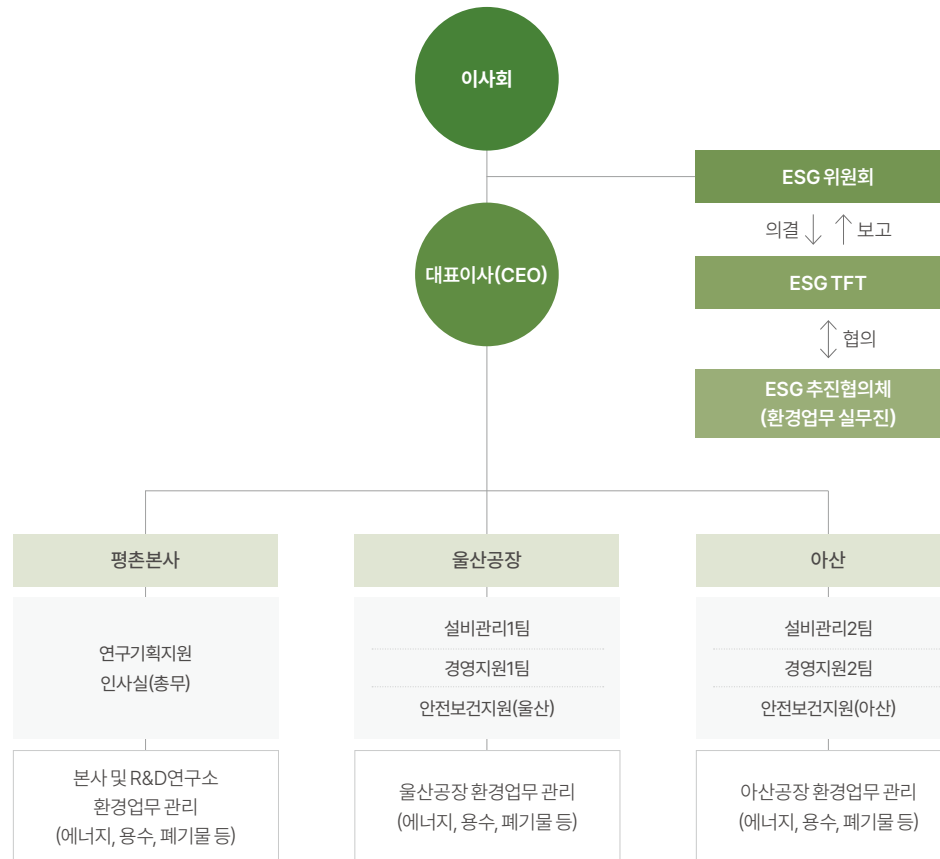 이사회
ESG 위원회
의결
보고
대표이사(CEO)
ESG TFT
협의
ESG 추진협의체
(환경업무 실무진)
평촌본사
연구기획지원
인사실(총무)
본사 및 R&D연구소
환경업무 관리
(에너지, 용수, 폐기물 등)
울산공장
설비관리1팀
경영지원1팀
안전보건지원(울산)
울산공장 환경업무 관리
(에너지, 용수, 폐기물 등)
아산
설비관리2팀
경영지원2팀
안전보건지원(아산)
아산공장 환경업무 관리
(에너지, 용수, 폐기물 등)